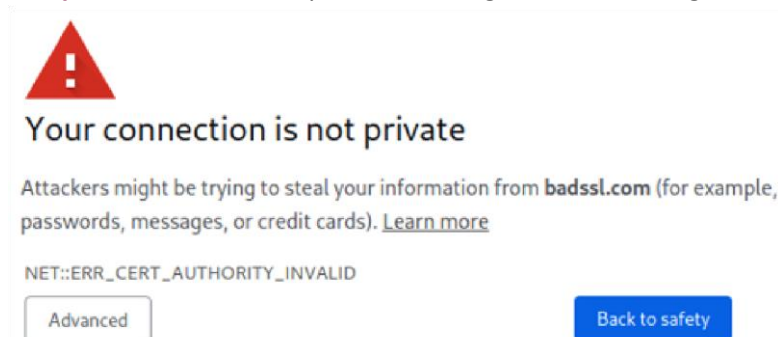 Your connection is not private
Attackers might be trying to steal your information from badssl.com (for example,
passwords, messages, or credit cards). Learn more
NET::ERR_CERT_AUTHORITY_INVALID
Advanced
Back to safety